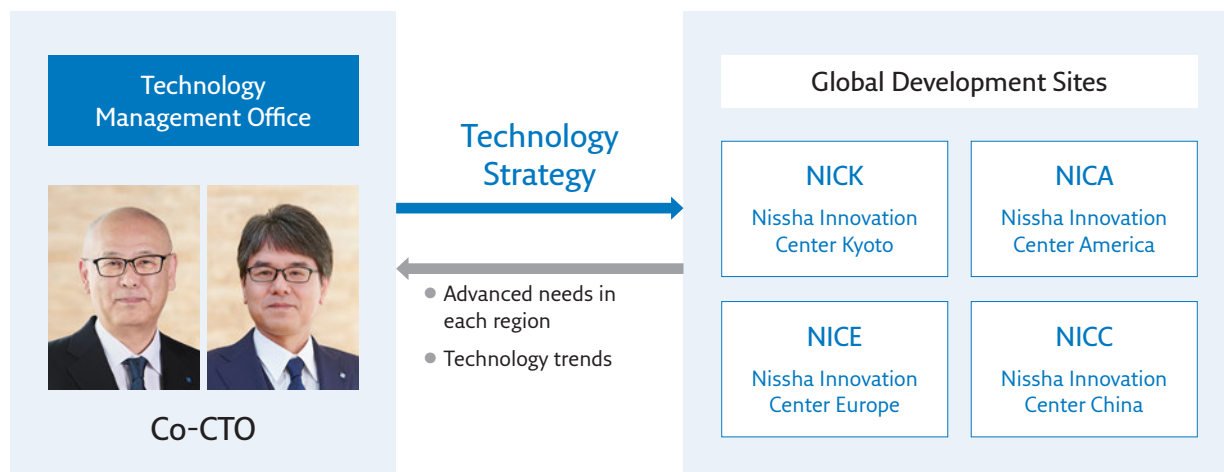 Technology
Management Office
Co-CTO
Technology
Strategy
Advanced needs in
each region
Technology trends
Global Development Sites
NICK
Nissha Innovation
Center Kyoto
NICA
Nissha Innovation
Center America
NICE
Nissha Innovation
Center Europe
NICC
Nissha Innovation
Center China